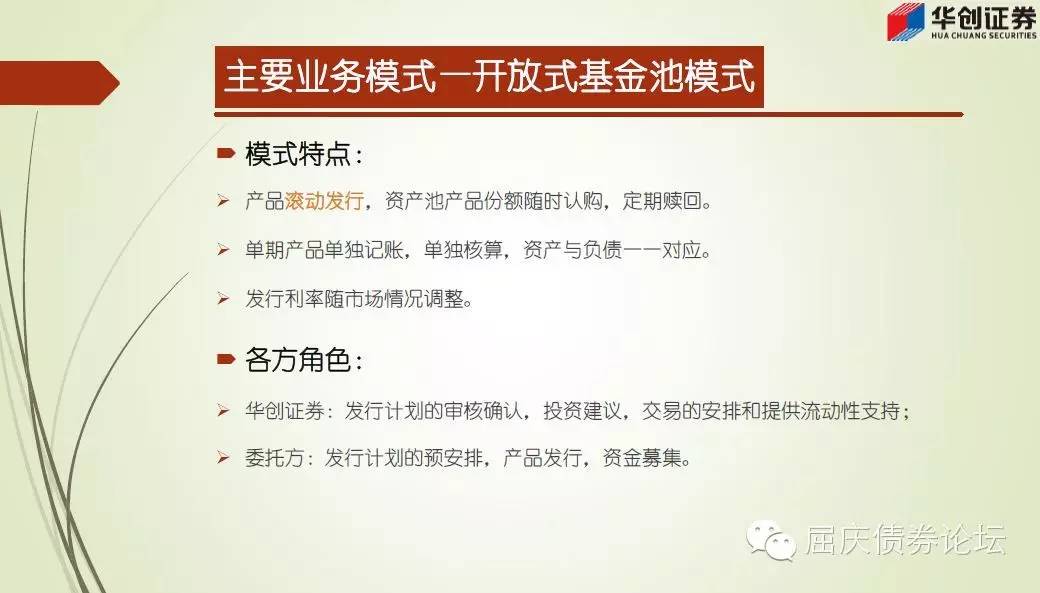 华创证券
HUA CHUANG SECURITIES
主要业务模式—开放式基金池模式
模式特点：
产品滚动发行，资产池产品份额随时认购，定期赎回。
单期产品单独记账，单独核算，资产与负债一一对应。
发行利率随市场情况调整。
各方角色：
华创证券：发行计划的审核确认，投资建议，交易的安排和提供流动性支持；
委托方：发行计划的预安排，产品发行，资金募集。
屈庆债券论坛